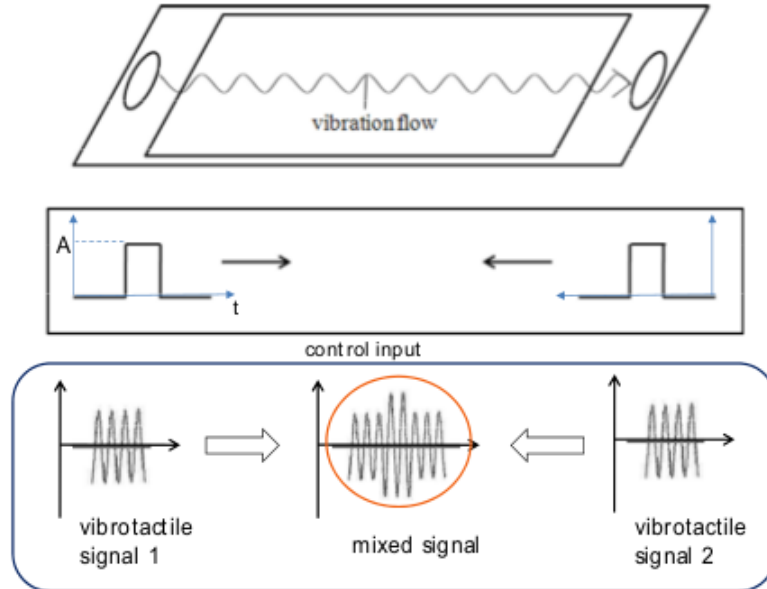 vibration flow
A
t
control input
vibrotactile
signal 1
mixed signal
vibrotactile
signal 2